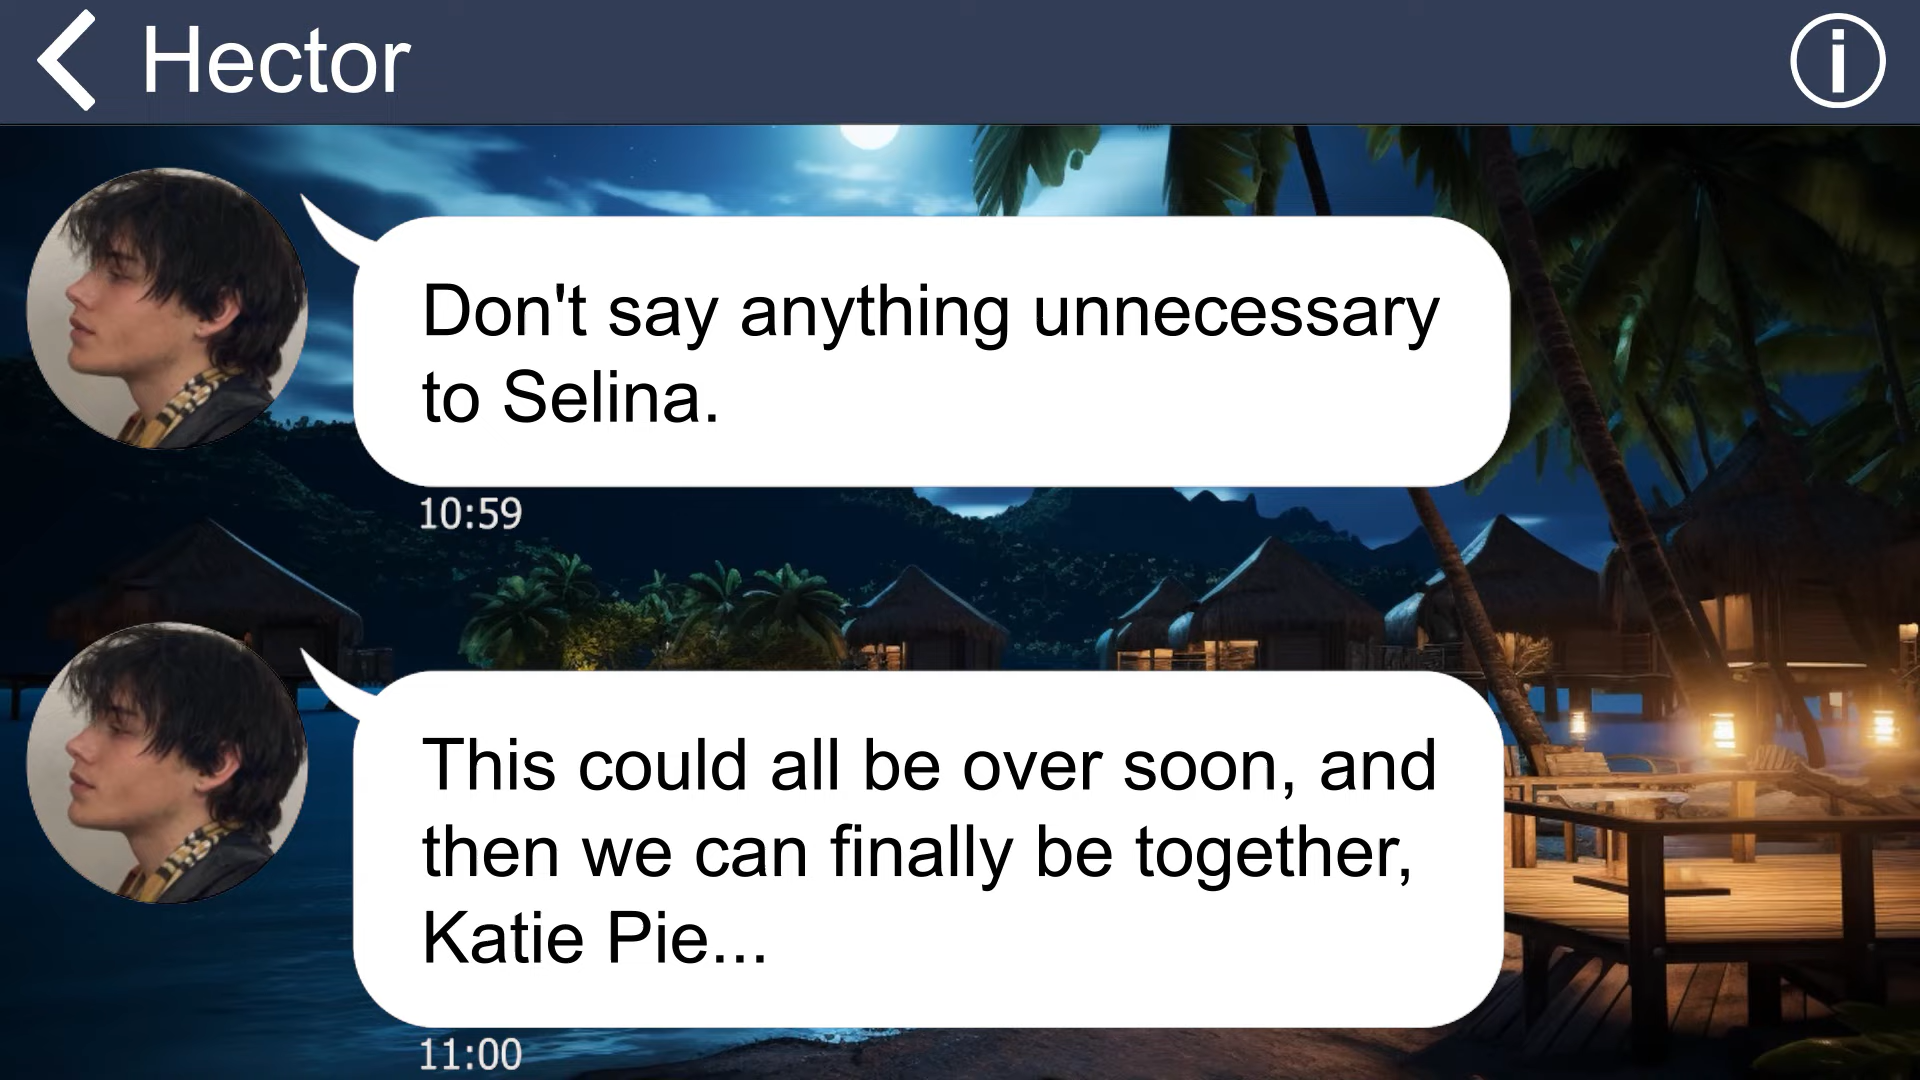 Hector
Don't say anything unnecessary
to Selina.
10:59
This could all be over soon, and
then we can finally be together,
Katie Pie...
11:00